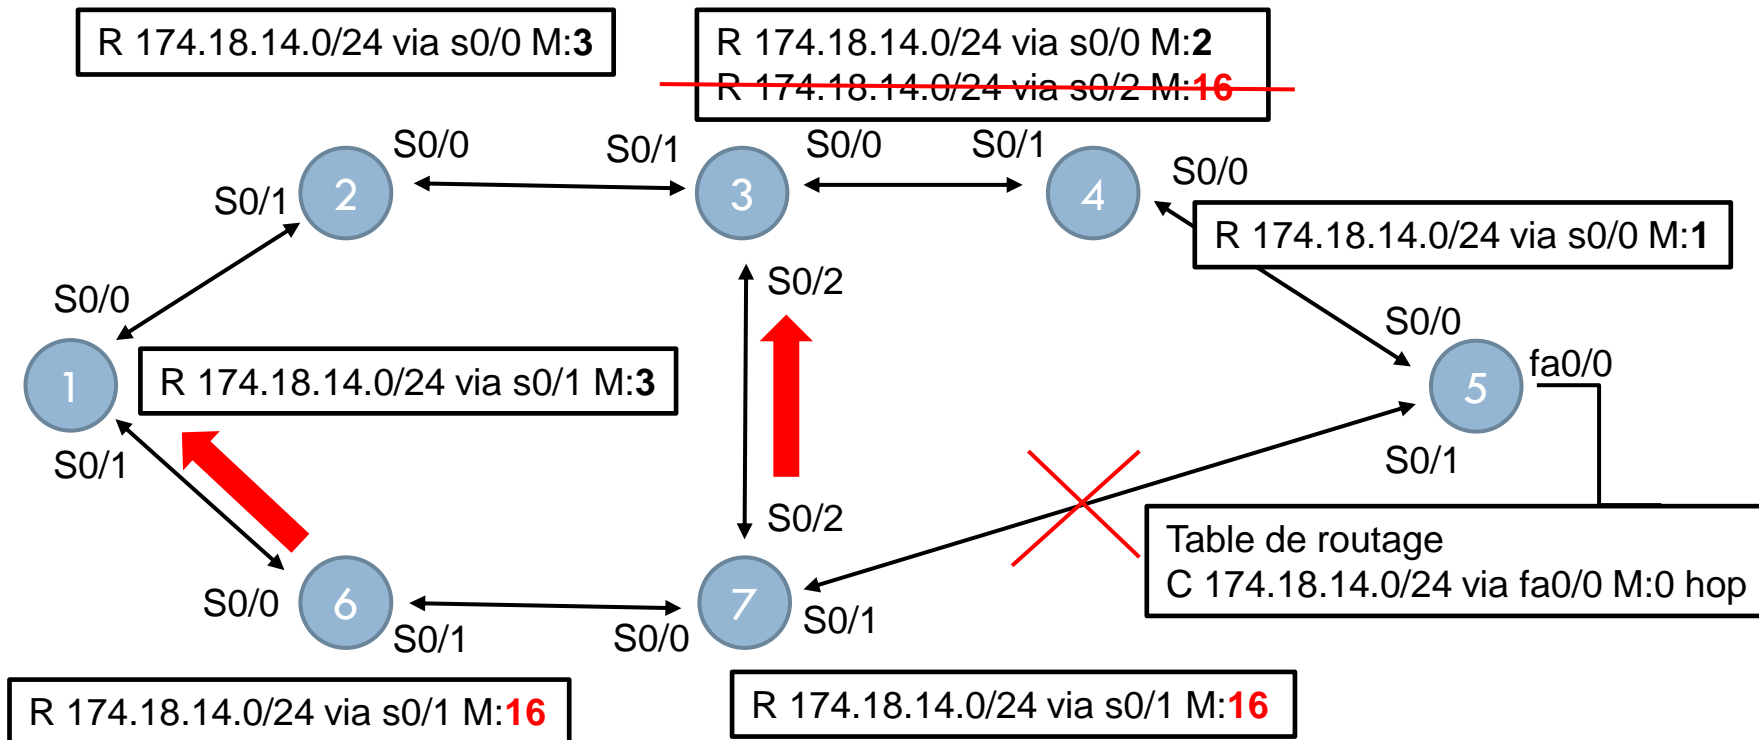 R 174.18.14.0/24 via s0/0 M:3
R 174.18.14.0/24 via s0/0 M:2
R 174.18.14.0/24 via s0/2 M:16
S0/0
S0/1
S0/0
S0/1
2
3
4
S0/0
S0/1
R 174.18.14.0/24 via s0/0 M:1
S0/0
S0/2
S0/0
1
R 174.18.14.0/24 via s0/1 M:3
5
fa0/0
S0/1
S0/1
S0/2
Table de routage
C 174.18.14.0/24 via fa0/0 M:0 hop
S0/0
6
S0/1
S0/0
7
S0/1
R 174.18.14.0/24 via s0/1 M:16
R 174.18.14.0/24 via s0/1 M:16